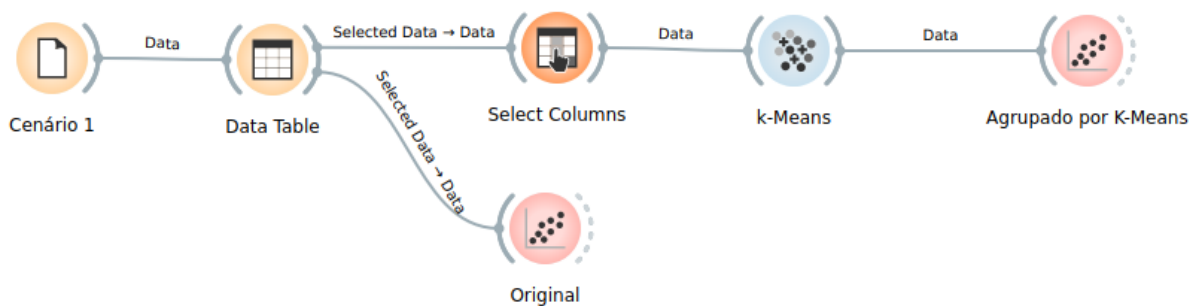 Data
Selected Data → Data
Data
Data
Cenário 1
Data Table
Select Columns
k-Means
Agrupado por K-Means
Selected Data → Data
Original